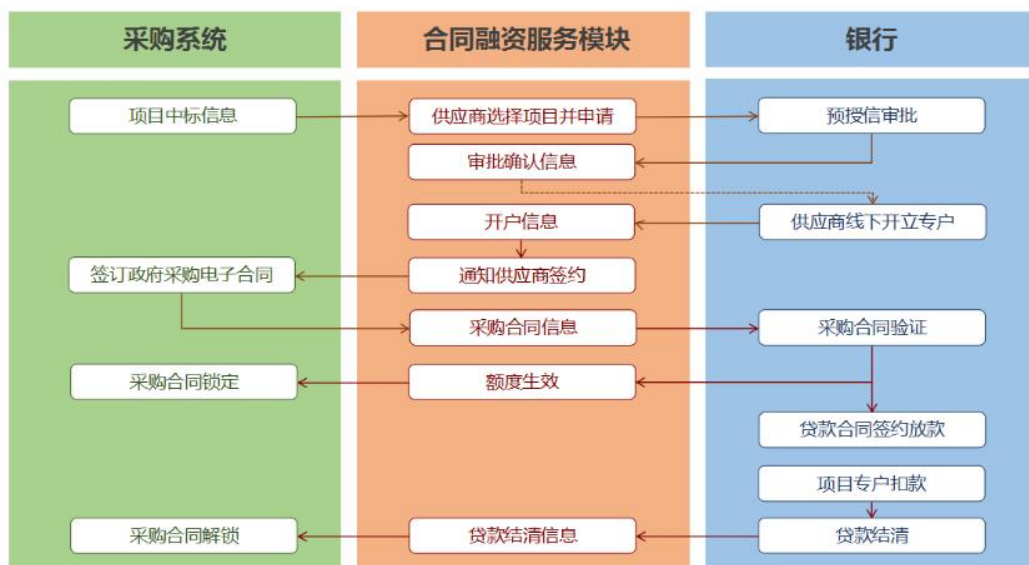 采购系统
合同融资服务模块
银行
项目中标信息
供应商选择项目并申请
预授信审批
审批确认信息
开户信息
供应商线下开立专户
签订政府采购电子合同
通知供应商签约
采购合同信息
采购合同验证
采购合同锁定
额度生效
贷款合同签约放款
项目专户扣款
采购合同解锁
贷款结清信息
贷款结清